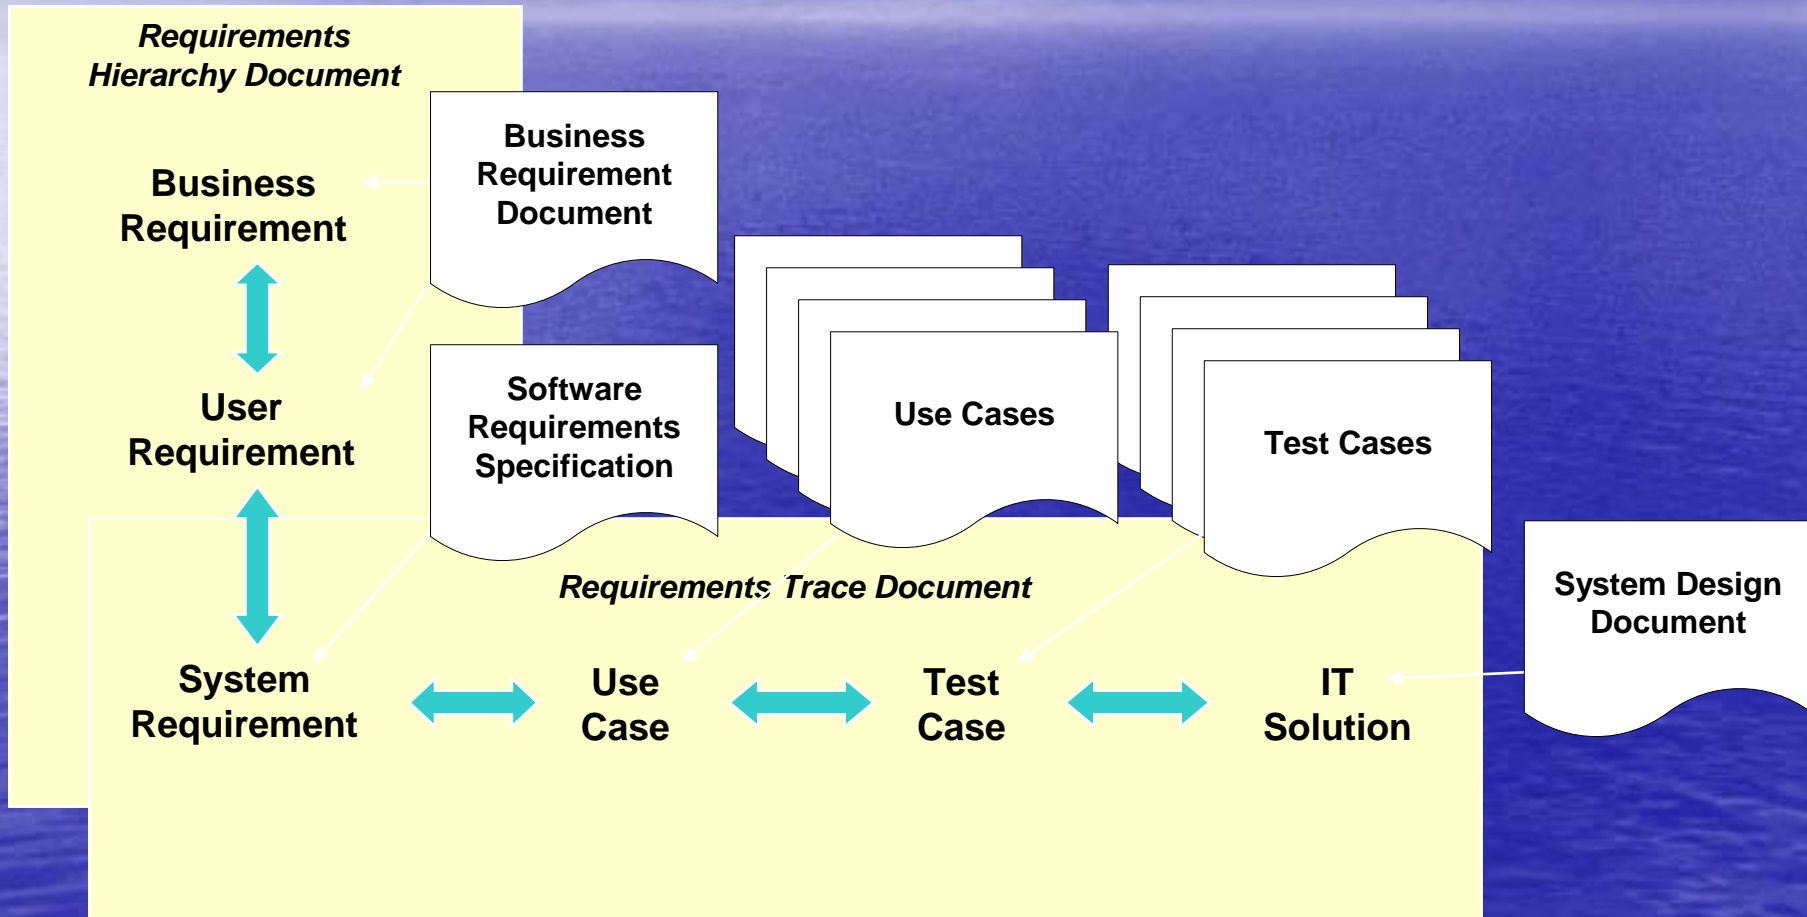 Requirements
Hierarchy Document
Business
Requirement
Document
Business
Requirement
User
Requirement
Software
Requirements
Specification
Use Cases
Test Cases
Requirements Trace Document
System Design
Document
System
Requirement
Use
Case
Test
Case
IT
Solution